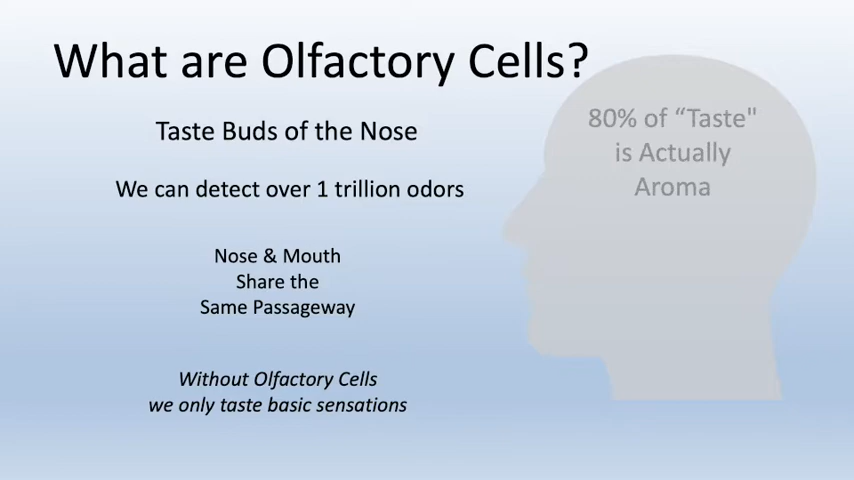 What are Olfactory Cells?
Taste Buds of the Nose
We can detect over 1 trillion odors
Nose & Mouth
Share the
Same Passageway
Without Olfactory Cells
we only taste basic sensations
80% of “Taste"
is Actually
Aroma